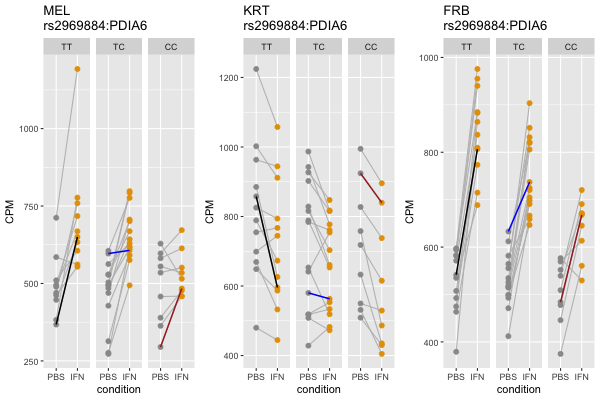 MEL
rs2969884:PDIA6
TT TC CC
CPM
1000
750
500
250
PBS IFN PBS IFN PBS IFN
condition
KRT
rs2969884:PDIA6
TT TC CC
CPM
1200
1000
800
600
400
PBS IFN PBS IFN PBS IFN
condition
FRB
rs2969884:PDIA6
TT TC CC
CPM
1000
800
600
400
PBS IFN PBS IFN PBS IFN
condition